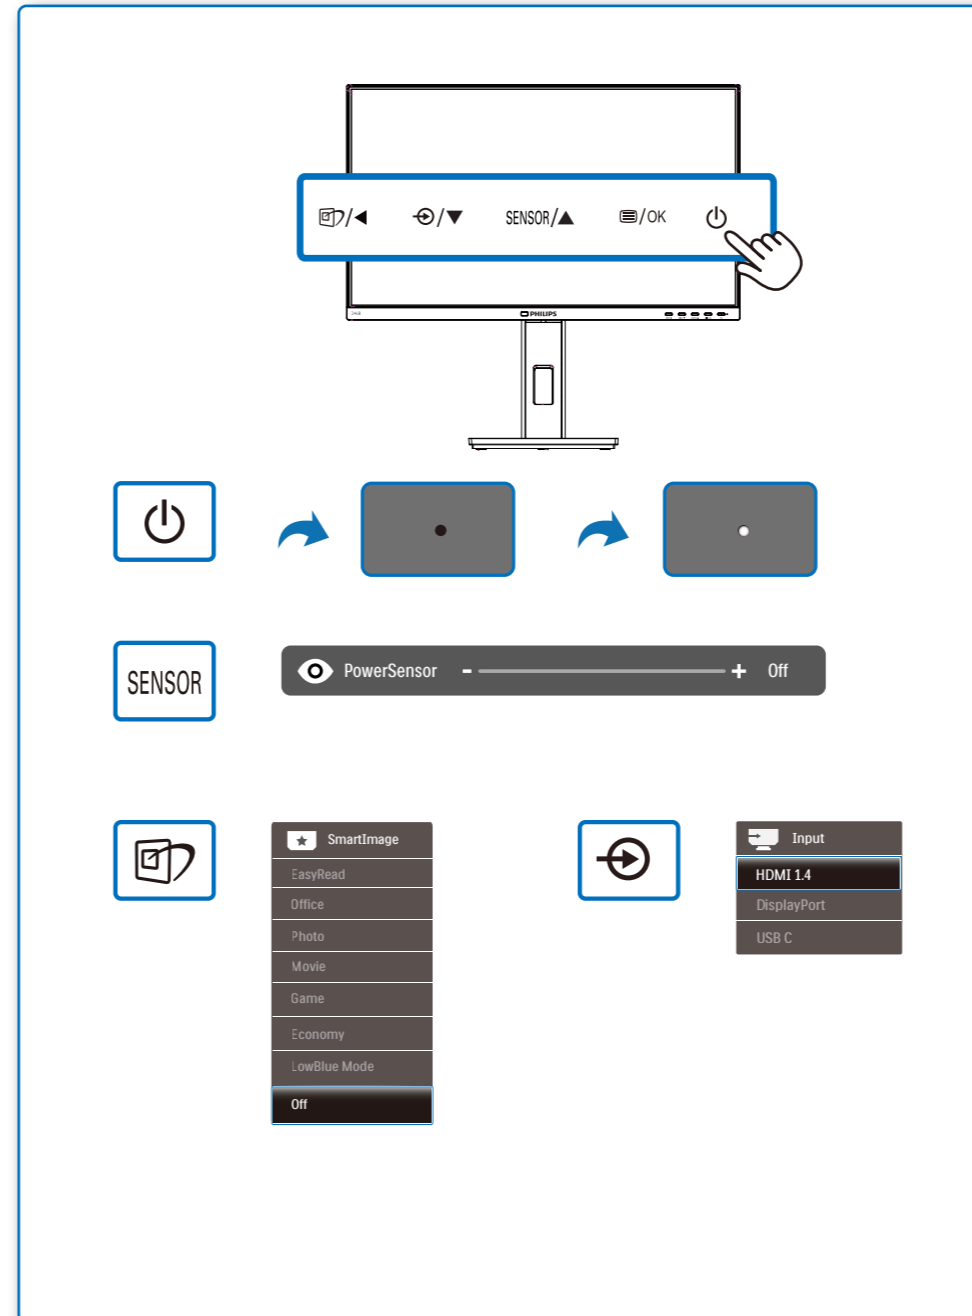 /◀ /▼ SENSOR/▲ /OK
PHILIPS
SENSOR
PowerSensor - + Off
SmartImage
EasyRead
Office
Photo
Movie
Game
Economy
LowBlue Mode
Off
Input
HDMI 1.4
DisplayPort
USB C